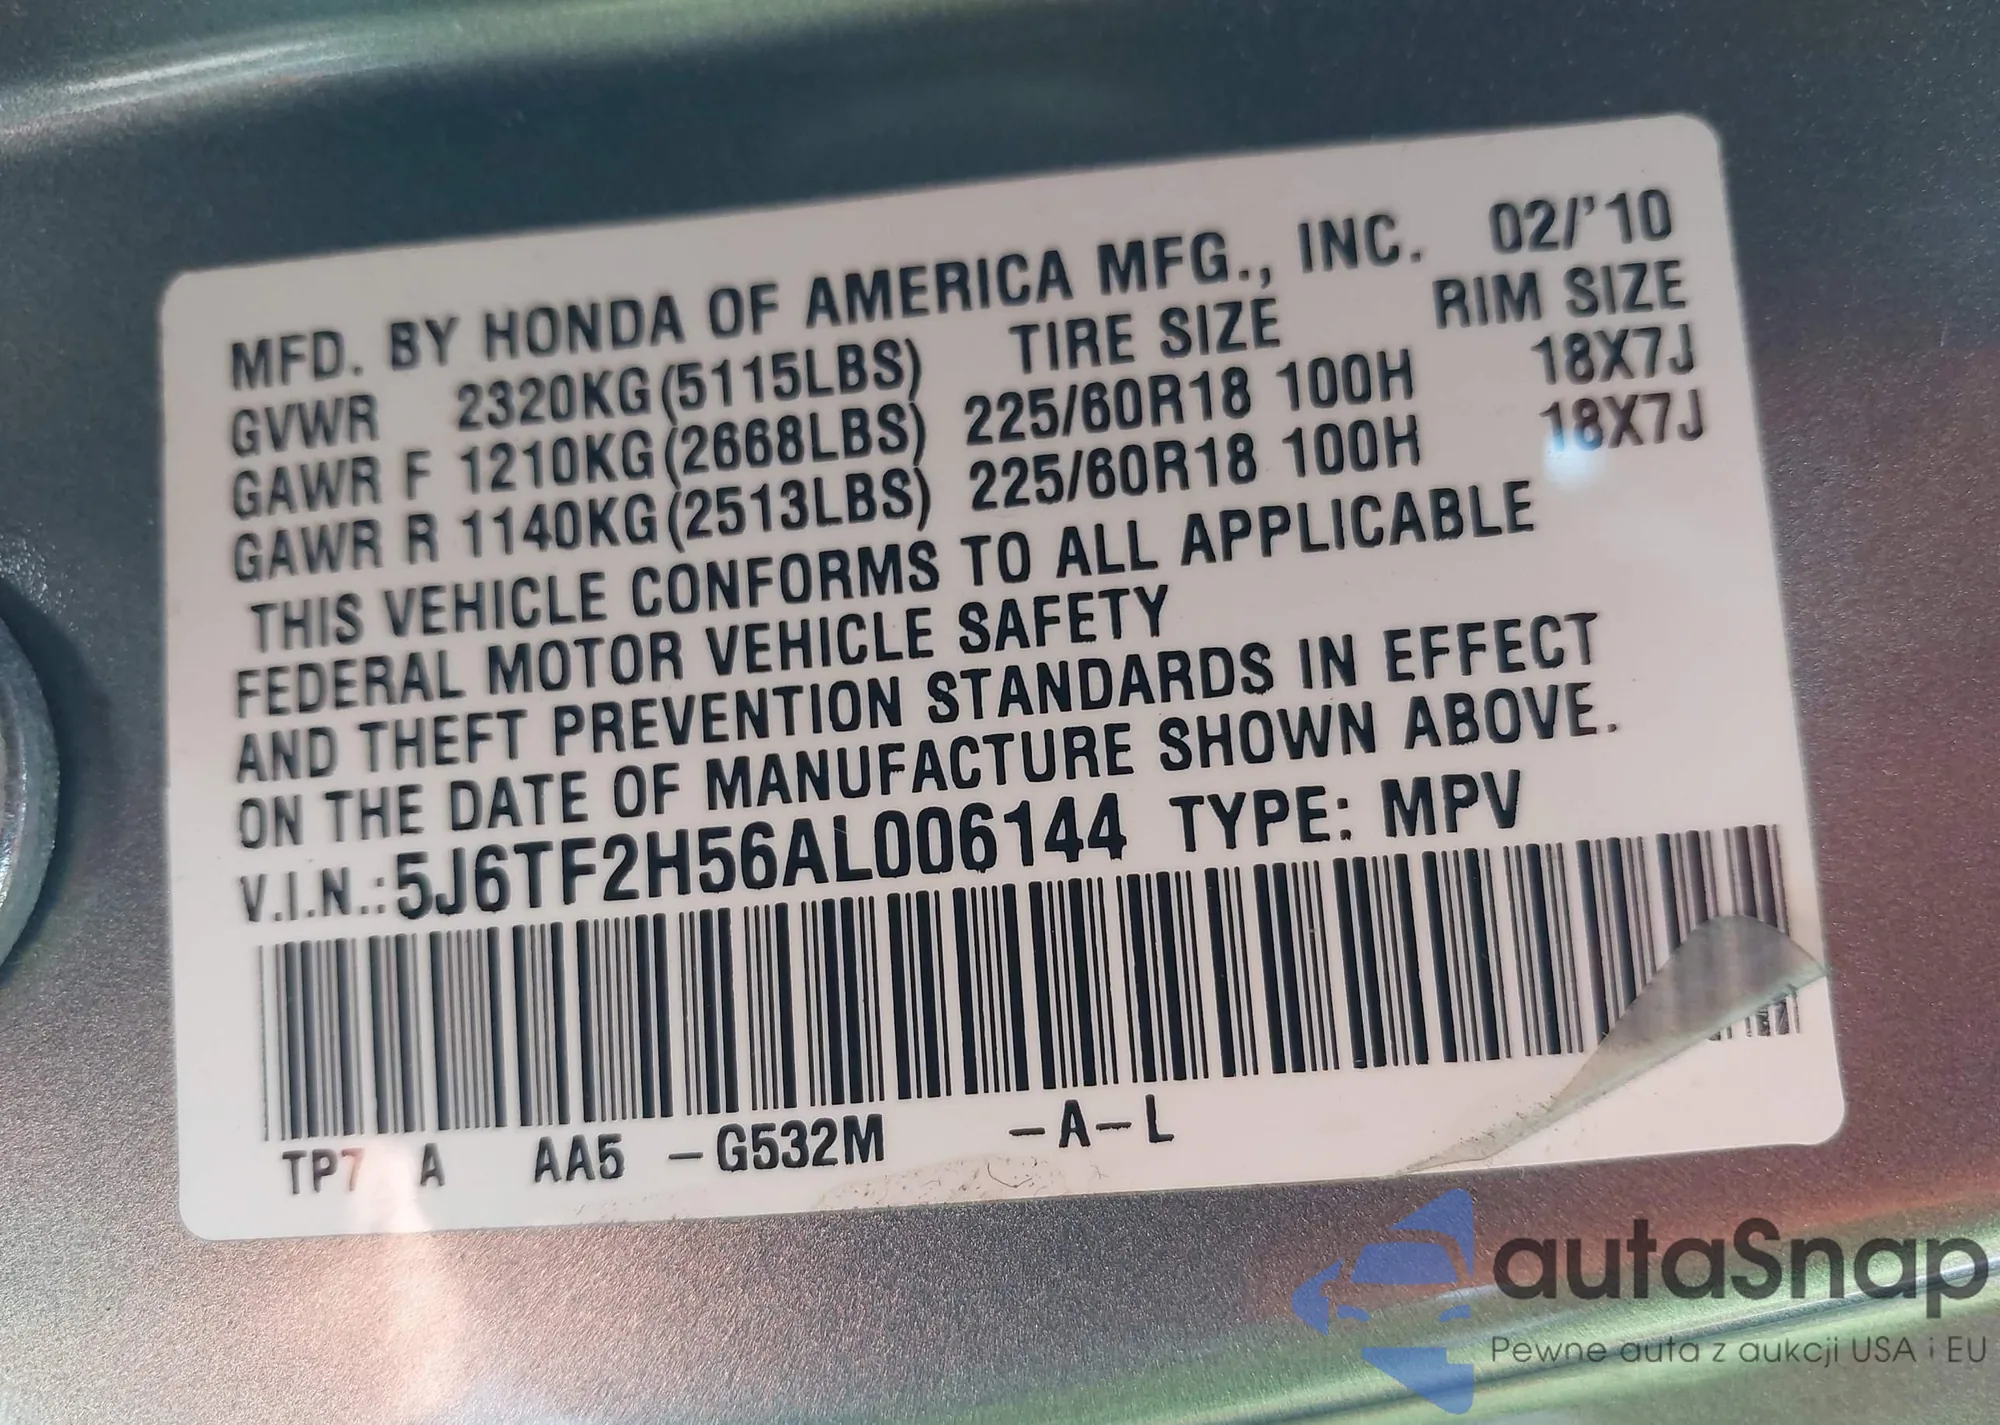 MFD. BY HONDA OF AMERICA MFG., INC. 02/'10
TIRE SIZE RIM SIZE
GVWR 2320KG(5115LBS)
GAWR F 1210KG(2668LBS) 225/60R18 100H 18X7J
GAWR R 1140KG(2513LBS) 225/60R18 100H 18X7J
THIS VEHICLE CONFORMS TO ALL APPLICABLE
FEDERAL MOTOR VEHICLE SAFETY
AND THEFT PREVENTION STANDARDS IN EFFECT
ON THE DATE OF MANUFACTURE SHOWN ABOVE.
V.I.N.:5J6TF2H56AL006144 TYPE: MPV
TP7 A AA5 -G532M -A-L
autaSnap
Pewne auta z aukcji USA i EU